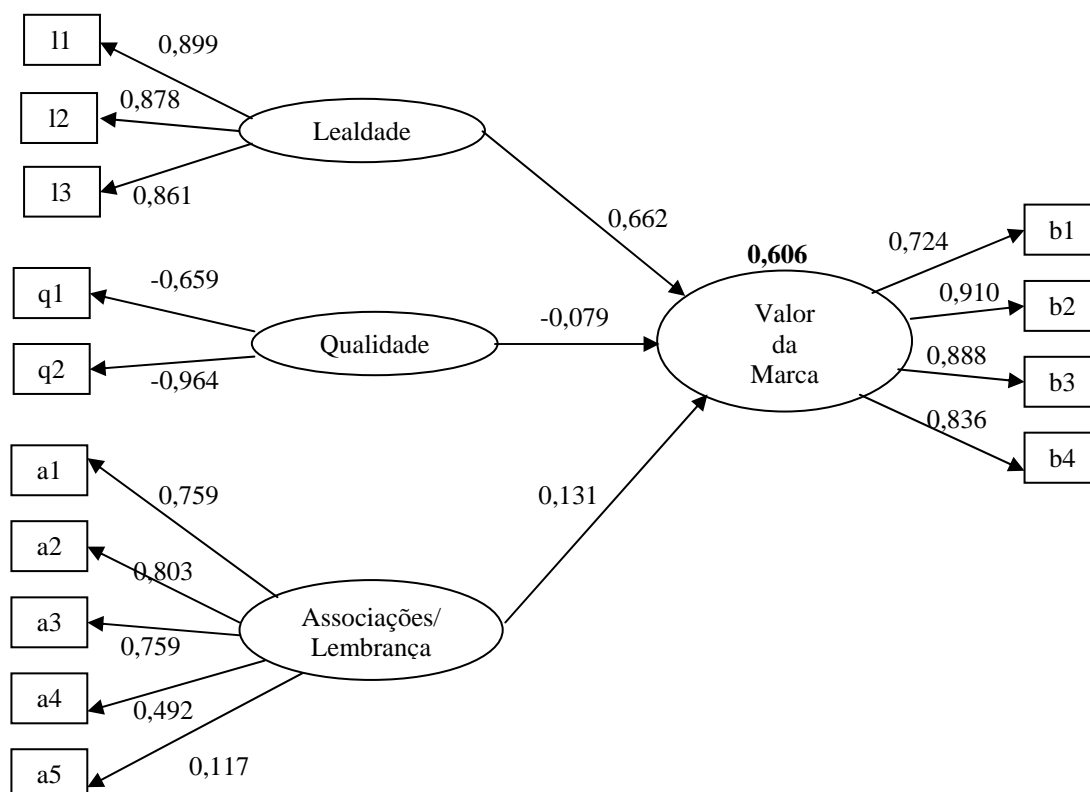 l1
0,899
l2
0,878
Lealdade
l3
0,861
0,662
b1
0,724
0,606
q1
-0,659
b2
0,910
Valor
da
Marca
-0,079
Qualidade
q2
-0,964
0,888
b3
0,836
b4
a1
0,759
0,131
a2
0,803
Associações/
Lembrança
a3
0,759
a4
0,492
a5
0,117